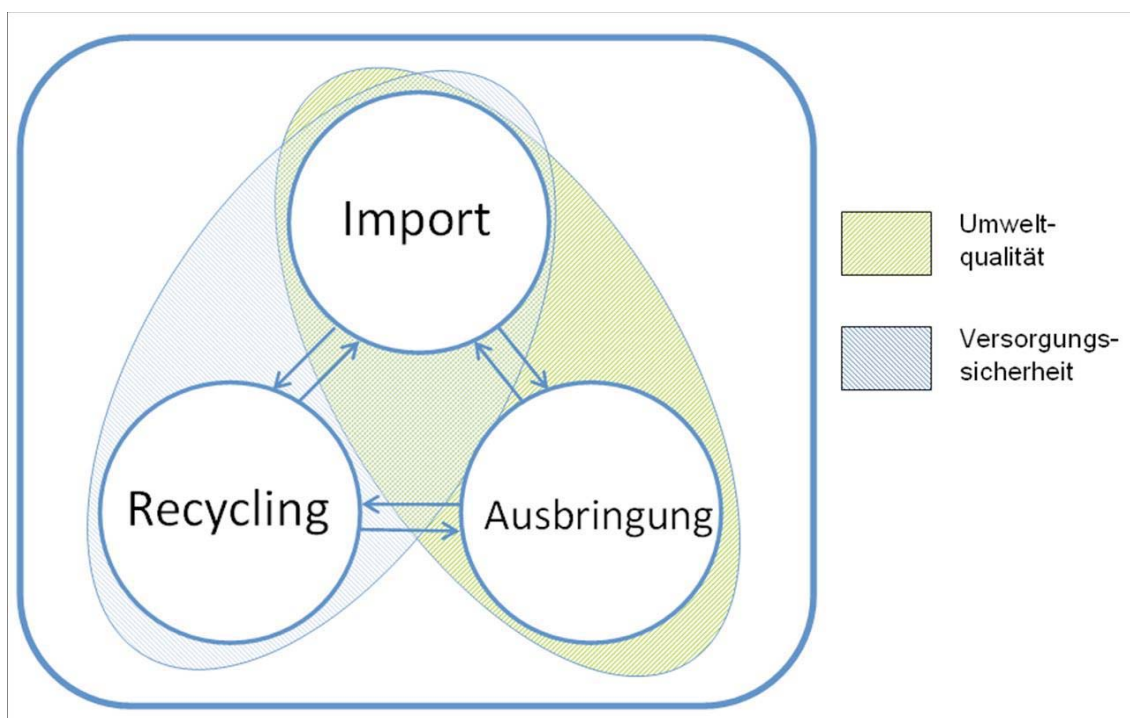 Import
Recycling
Ausbringung
Umwelt-
qualität
Versorgungs-
sicherheit